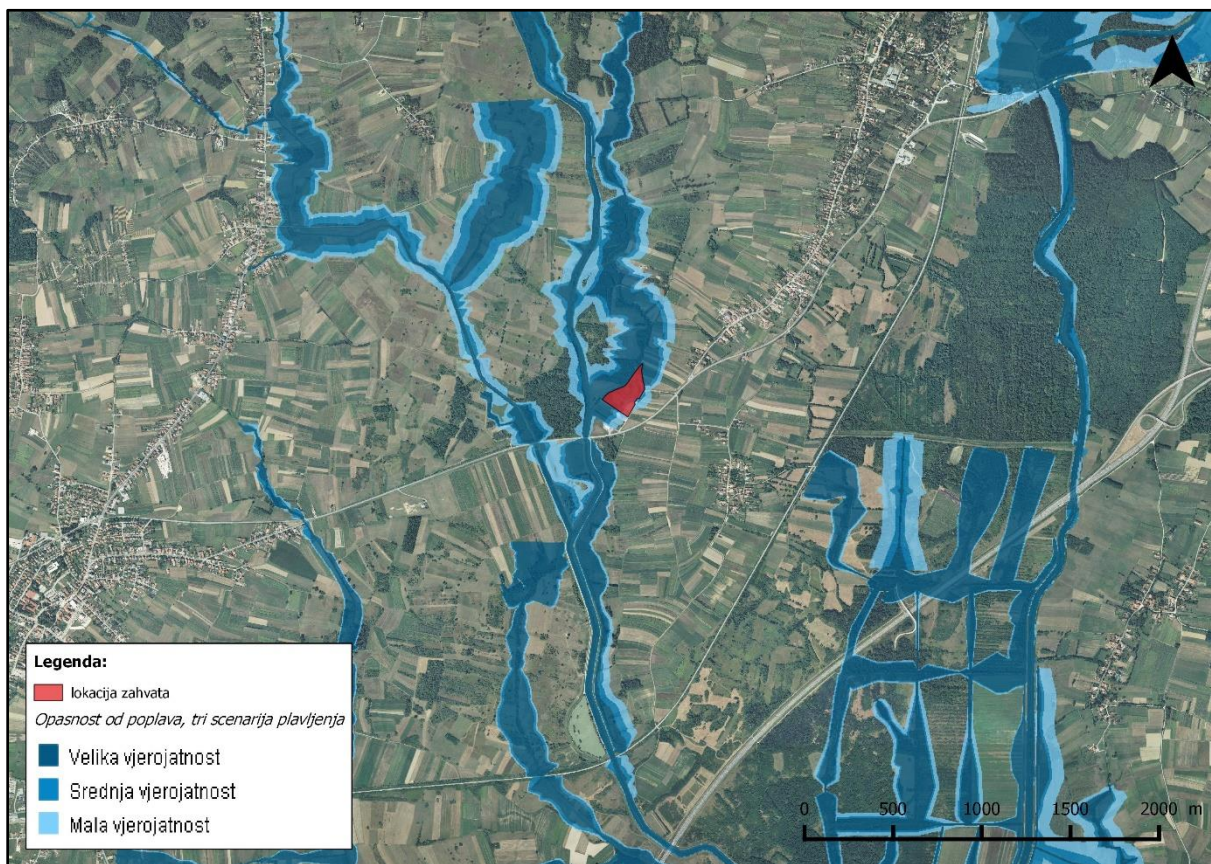 Legenda:
lokacija zahvata
Opasnost od poplava, tri scenarija plavljenja
Velika vjerojatnost
Srednja vjerojatnost
Mala vjerojatnost
0 500 1000 1500 2000 m